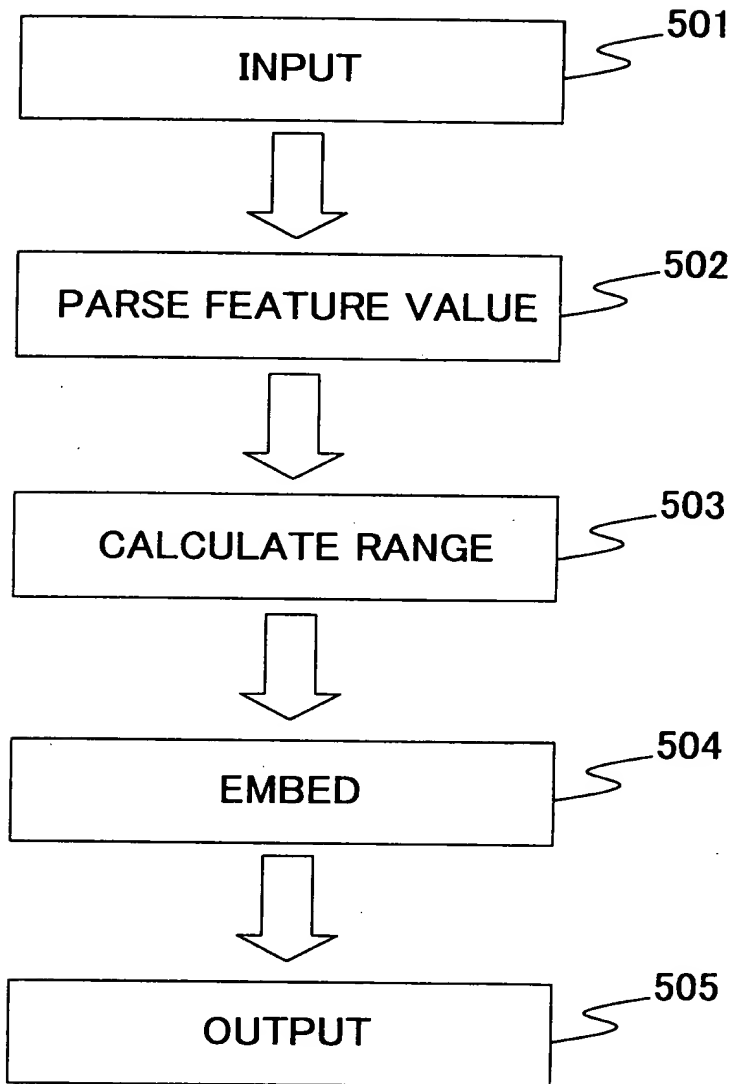 501
INPUT
502
PARSE FEATURE VALUE
503
CALCULATE RANGE
504
EMBED
505
OUTPUT